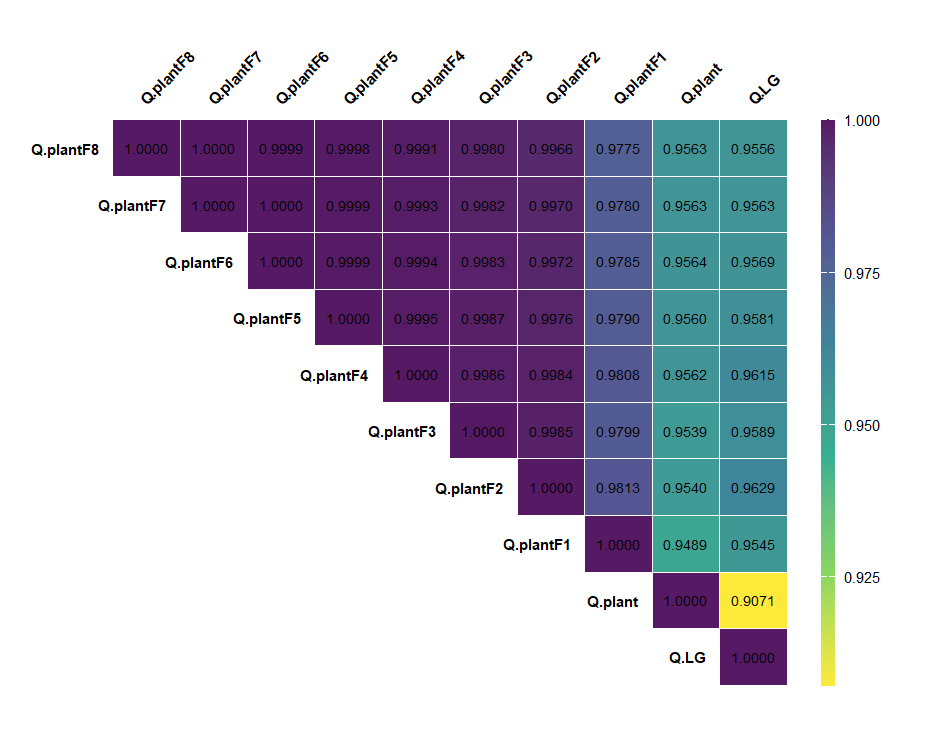 Q.plantF8 Q.plantF7 Q.plantF6 Q.plantF5 Q.plantF4 Q.plantF3 Q.plantF2 Q.plantF1 Q.plant Q.LG
Q.plantF8 1.0000 1.0000 0.9999 0.9998 0.9991 0.9980 0.9966 0.9775 0.9563 0.9556
Q.plantF7 1.0000 1.0000 0.9999 0.9993 0.9982 0.9970 0.9780 0.9563 0.9563
Q.plantF6 1.0000 0.9999 0.9994 0.9983 0.9972 0.9785 0.9564 0.9569
Q.plantF5 1.0000 0.9995 0.9987 0.9976 0.9790 0.9560 0.9581
Q.plantF4 1.0000 0.9986 0.9984 0.9808 0.9562 0.9615
Q.plantF3 1.0000 0.9985 0.9799 0.9539 0.9589
Q.plantF2 1.0000 0.9813 0.9540 0.9629
Q.plantF1 1.0000 0.9489 0.9545
Q.plant 1.0000 0.9071
Q.LG 1.0000
1.000
0.975
0.950
0.925